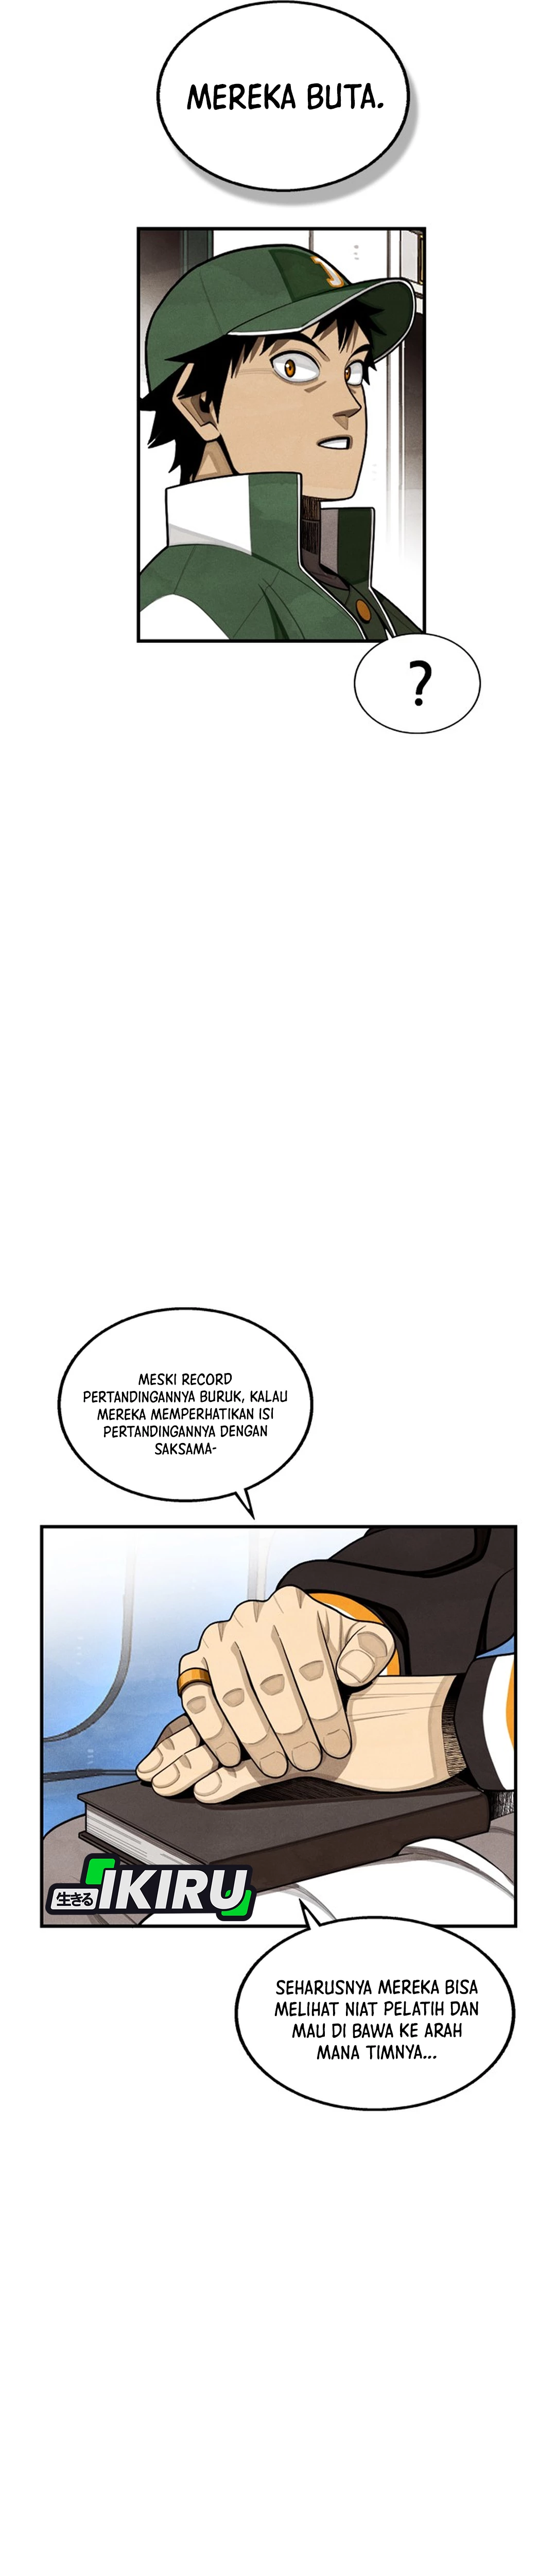 MEREKA BUTA.
?
MESKI RECORD
PERTANDINGANNYA BURUK, KALAU
MEREKA MEMPERHATIKAN ISI
PERTANDINGANNYA DENGAN
SAKSAMA-
生きる IKIRU
SEHARUSNYA MEREKA BISA
MELIHAT NIAT PELATIH DAN
MAU DI BAWA KE ARAH
MANA TIMNYA...